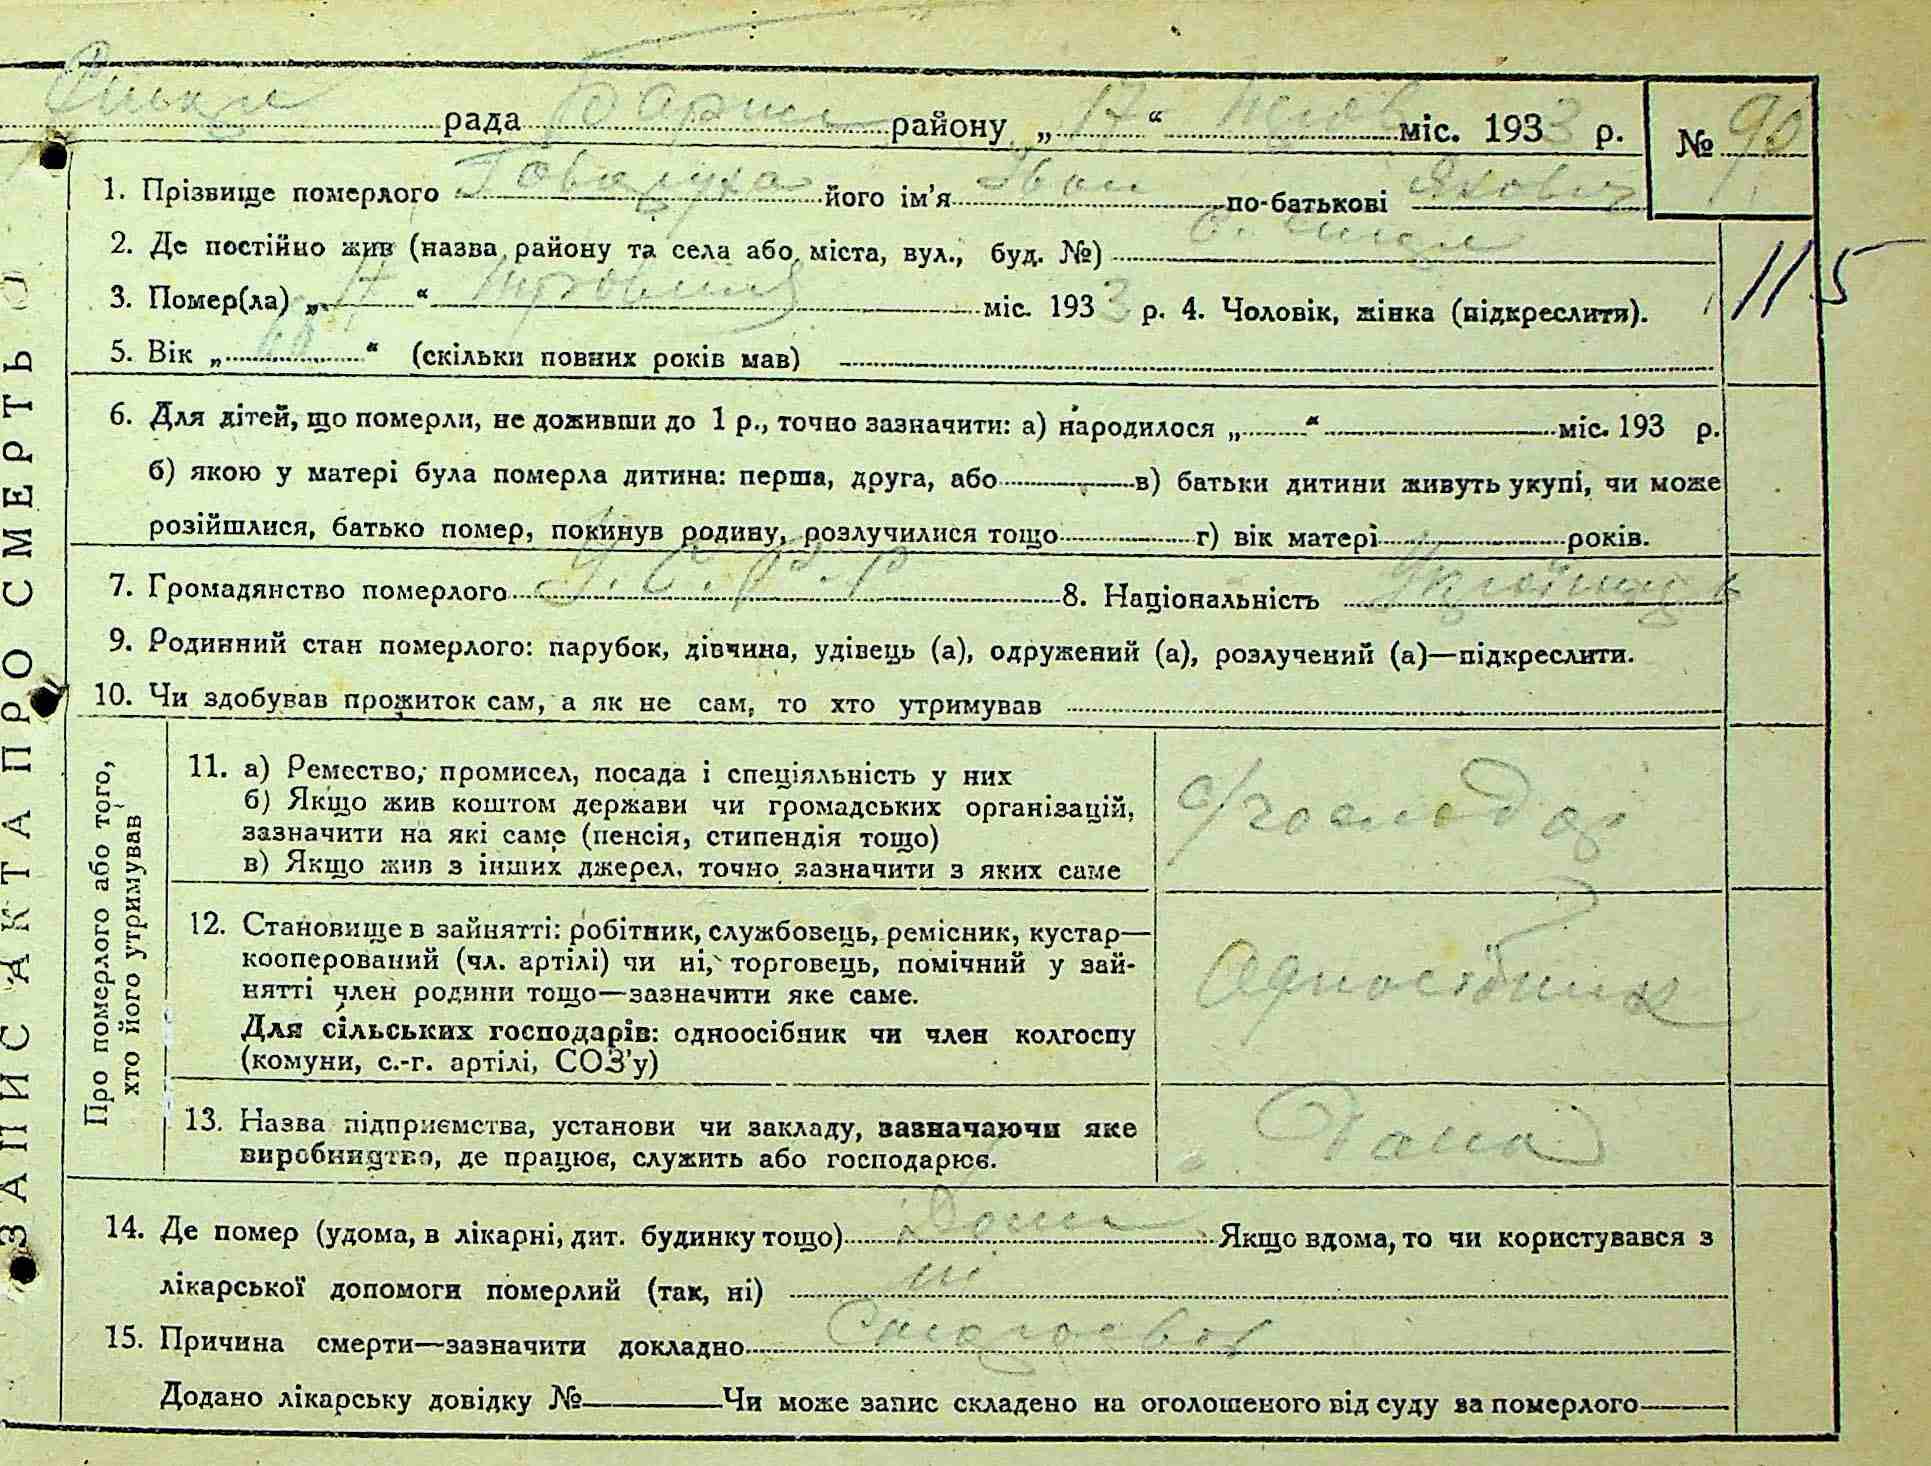 рада Барш району „ 17 “ міс. 1933 р. № 90
1. Прізвище померлого його ім’я Іван по-батькові Якович
2. Де постійно жив (назва району та села або міста, вул., буд. №) с.
115
3. Помер(ла) „ 17 “ міс. 1933 р. 4. Чоловік, жінка (підкреслити).
5. Вік „ “ (скільки повних років мав)
6. Для дітей, що померли, не доживши до 1 р., точно зазначити: а) народилося „ “ міс. 193 р.
б) якою у матері була померла дитина: перша, друга, або в) батьки дитини живуть укупі, чи може
розійшлися, батько помер, покинув родину, розлучилися тощо г) вік матері років.
7. Громадянство померлого У.С.Р.Р 8. Національність
9. Родинний стан померлого: парубок, дівчина, удівець (а), одружений (а), розлучений (а)—підкреслити.
10. Чи здобував прожиток сам, а як не сам, то хто утримував
Про померлого або того,
хто його утримував
11. а) Ремество, промисел, посада і спеціяльність у них
б) Якщо жив коштом держави чи громадських організацій,
зазначити на які саме (пенсія, стипендія тощо)
в) Якщо жив з інших джерел, точно зазначити з яких саме
с/господар
12. Становище в зайнятті: робітник, службовець, ремісник, кустар—
кооперований (чл. артілі) чи ні, торговець, помічний у зай-
нятті член родини тощо—зазначити яке саме.
Для сільських господарів: одноосібник чи член колгоспу
(комуни, с.-г. артілі, СОЗ’у)
Одноосібник
13. Назва підприємства, установи чи закладу, зазначаючи яке
виробництво, де працює, служить або господарює.
14. Де помер (удома, в лікарні, дит. будинку тощо) Дома Якщо вдома, то чи користувався з
лікарської допомоги померлий (так, ні) ні
15. Причина смерти—зазначити докладно
Додано лікарську довідку № Чи може запис складено на оголошеного від суду за померлого
ЗАПИС АКТА ПРО СМЕРТЬ